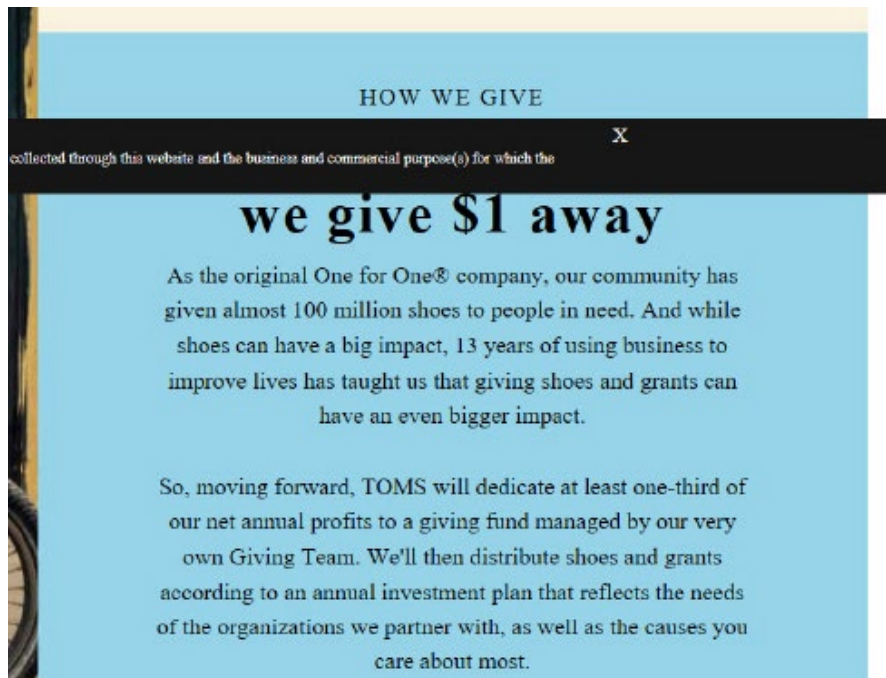 HOW WE GIVE
X
collected through this website and the business and commercial purpose(s) for which the
we give $1 away
As the original One for One® company, our community has
given almost 100 million shoes to people in need. And while
shoes can have a big impact, 13 years of using business to
improve lives has taught us that giving shoes and grants can
have an even bigger impact.
So, moving forward, TOMS will dedicate at least one-third of
our net annual profits to a giving fund managed by our very
own Giving Team. We'll then distribute shoes and grants
according to an annual investment plan that reflects the needs
of the organizations we partner with, as well as the causes you
care about most.